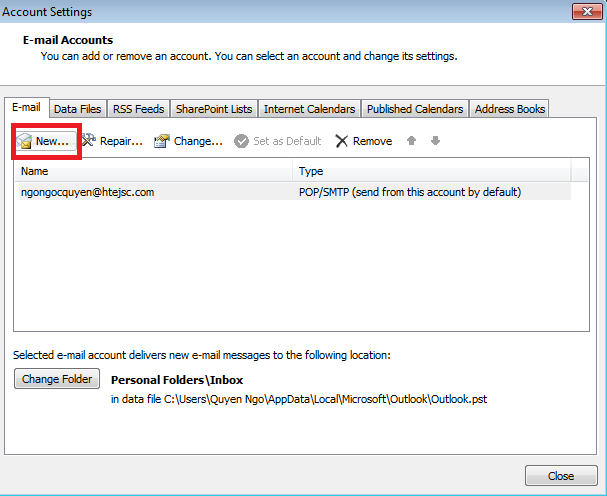 Account Settings
E-mail Accounts
You can add or remove an account. You can select an account and change its settings.
E-mail Data Files RSS Feeds SharePoint Lists Internet Calendars Published Calendars Address Books
New... Repair... Change... Set as Default Remove
Name Type
ngongocquyen@htejsc.com POP/SMTP (send from this account by default)
Selected e-mail account delivers new e-mail messages to the following location:
Change Folder Personal Folders\Inbox
in data file C:\Users\Quyen Ngo\AppData\Local\Microsoft\Outlook\Outlook.pst
Close